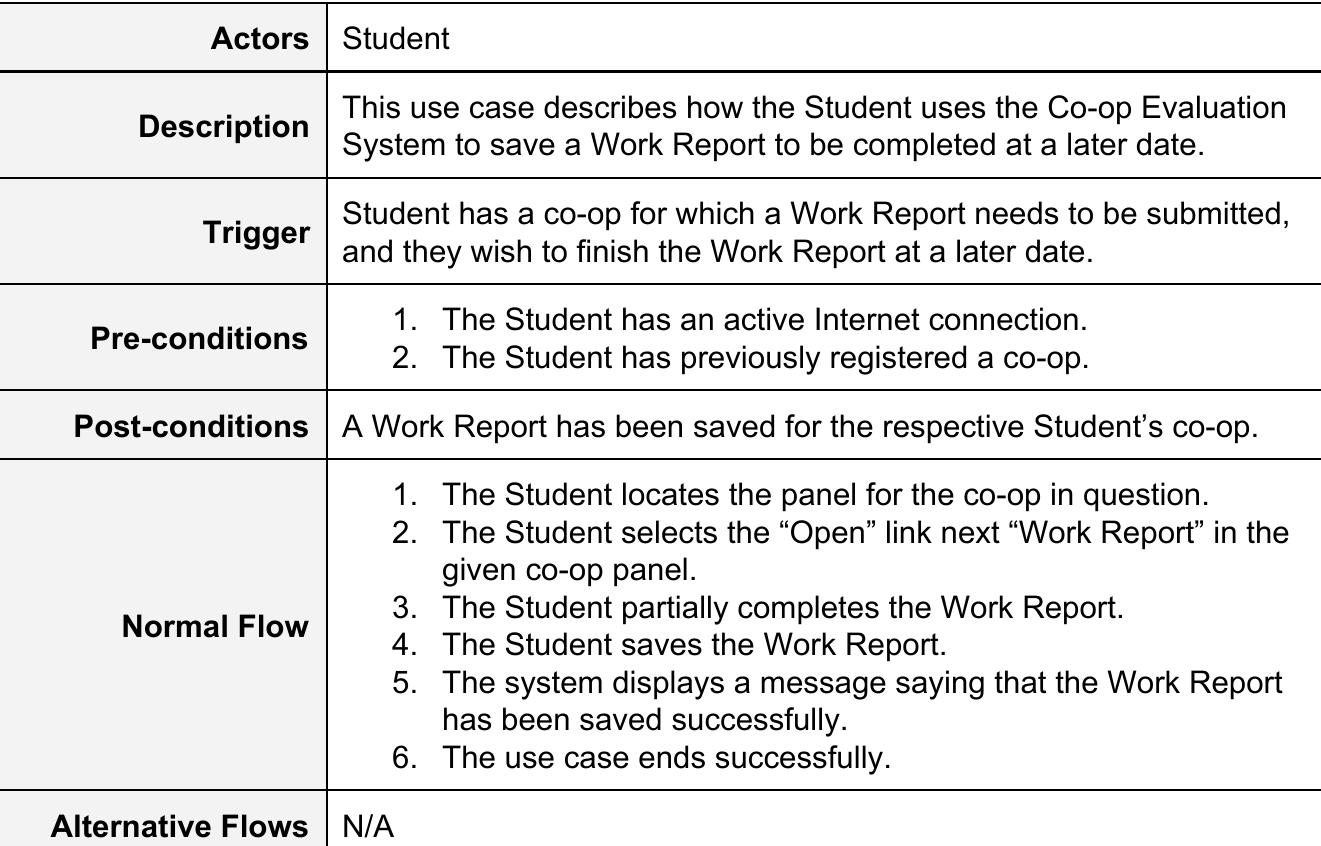 Actors Student
Description
This use case describes how the Student uses the Co-op Evaluation
System to save a Work Report to be completed at a later date.
Trigger
Student has a co-op for which a Work Report needs to be submitted,
and they wish to finish the Work Report at a later date.
Pre-conditions
1. The Student has an active Internet connection.
2. The Student has previously registered a co-op.
Post-conditions A Work Report has been saved for the respective Student’s co-op.
Normal Flow
1. The Student locates the panel for the co-op in question.
2. The Student selects the “Open” link next “Work Report” in the
given co-op panel.
3. The Student partially completes the Work Report.
4. The Student saves the Work Report.
5. The system displays a message saying that the Work Report
has been saved successfully.
6. The use case ends successfully.
Alternative Flows N/A